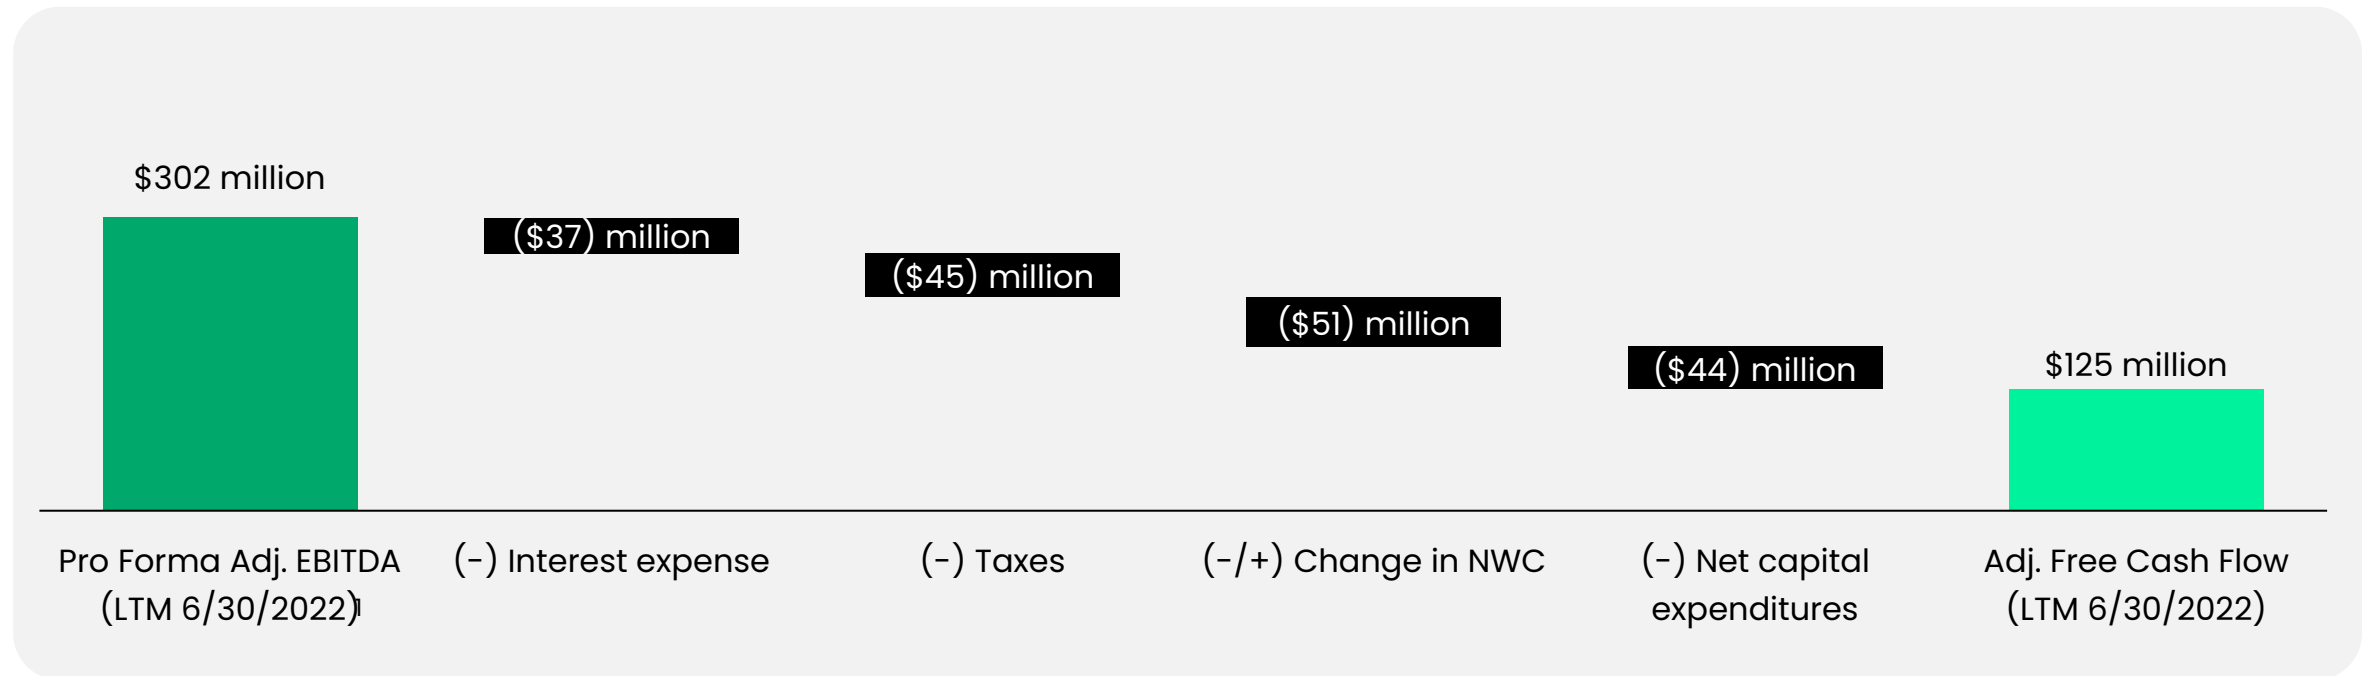 $302 million
($37) million
($45) million
($51) million
($44) million
$125 million
Pro Forma Adj. EBITDA
(LTM 6/30/2022)1
(-) Interest expense
(-) Taxes
(-/+) Change in NWC
(-) Net capital
expenditures
Adj. Free Cash Flow
(LTM 6/30/2022)